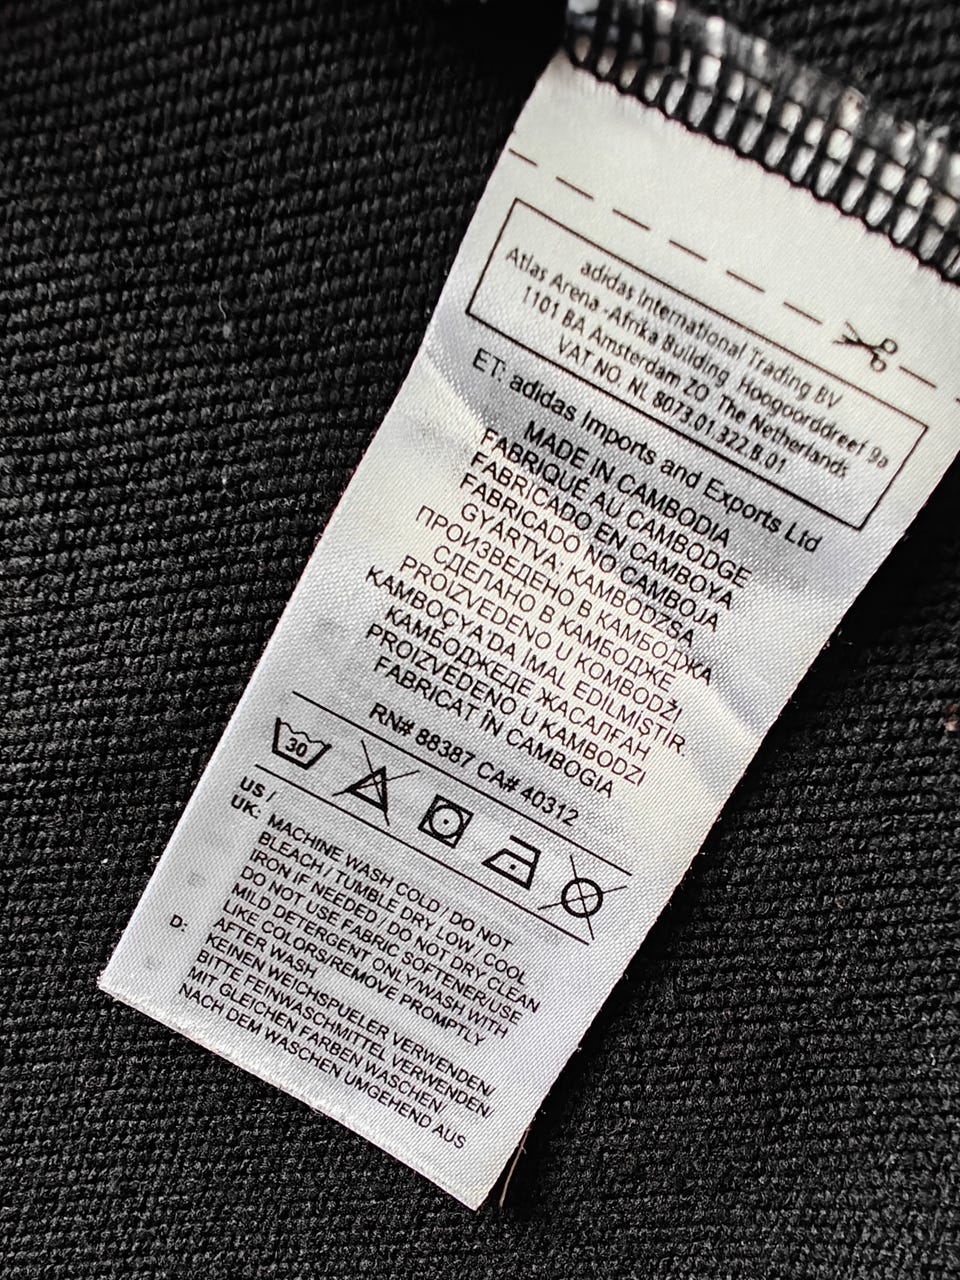 adidas International Trading BV
Atlas Arena -Afrika Building, Hoogoorddreef 9a
1101 BA Amsterdam ZO The Netherlands
VAT NO. NL 8073.01.322.B.01
ET: adidas Imports and Exports Ltd
MADE IN CAMBODIA
FABRIQUÉ AU CAMBODGE
FABRICADO EN CAMBOYA
FABRICADO NO CAMBOJA
GYÁRTVA: KAMBODZSA
ПРОИЗВЕДЕНО В КАМБОДЖА
СДЕЛАНО В КАМБОДЖЕ
PROIZVEDENO U KOMBODŽI
KAMBOÇYA'DA IMAL EDILMIŞTIR.
КАМБОДЖЕДЕ ЖАСАЛҒАН
PROIZVEDENO U KAMBODZI
FABRICAT ÎN CAMBOGIA
RN# 88387 CA# 40312
30
US /
UK: MACHINE WASH COLD / DO NOT
BLEACH / TUMBLE DRY LOW / COOL
IRON IF NEEDED / DO NOT DRY CLEAN
DO NOT USE FABRIC SOFTENER/USE
MILD DETERGENT ONLY/WASH WITH
LIKE COLORS/REMOVE PROMPTLY
AFTER WASH
D: KEINEN WEICHSPUELER VERWENDEN/
BITTE FEINWASCHMITTEL VERWENDEN/
MIT GLEICHEN FARBEN WASCHEN/
NACH DEM WASCHEN UMGEHEND AUS